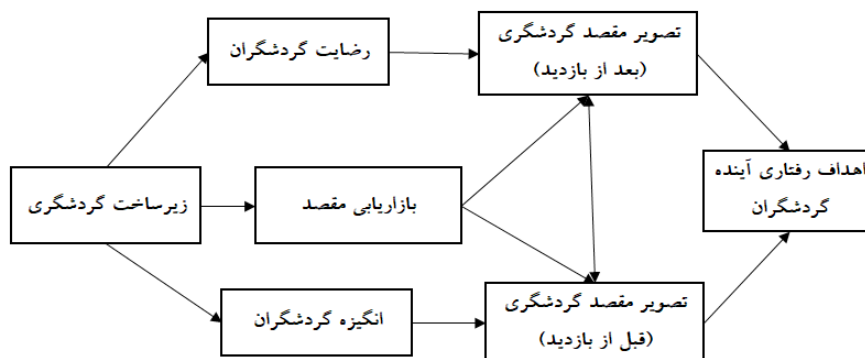 رضایت گردشگران
تصویر مقصد گردشگری
(بعد از بازدید)
زیرساخت گردشگری
بازاریابی مقصد
اهداف رفتاری آینده
گردشگران
انگیزه گردشگران
تصویر مقصد گردشگری
(قبل از بازدید)